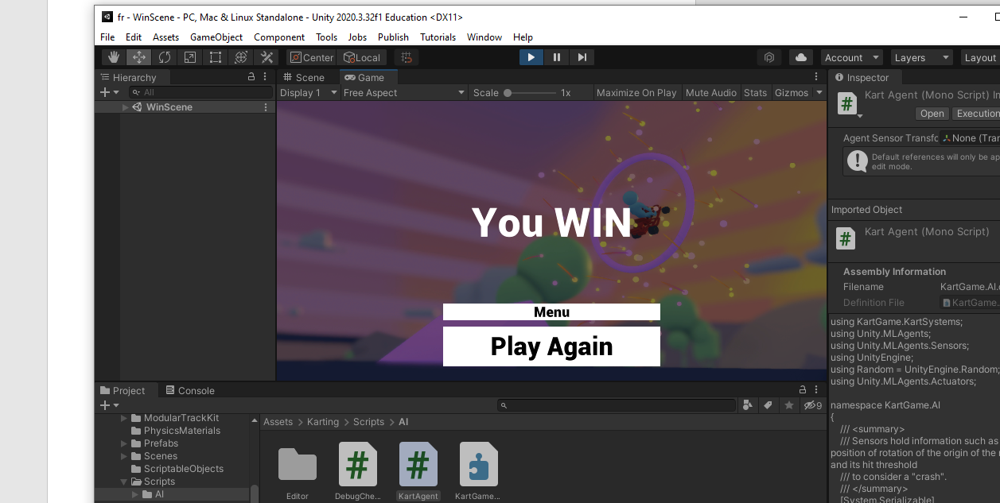 fr - WinScene - PC, Mac & Linux Standalone - Unity 2020.3.32f1 Education <DX11>
File Edit Assets GameObject Component Tools Jobs Publish Tutorials Window Help
Center Local Account Layers Layout
Hierarchy
All
WinScene
Scene Game
Display 1 Free Aspect Scale 1x Maximize On Play Mute Audio Stats Gizmos
You WIN
Menu
Play Again
Inspector
Kart Agent (Mono Script) Im
Open Execution
Agent Sensor Transfo None (Tran
Default references will only be ap
edit mode.
Imported Object
Kart Agent (Mono Script)
Assembly Information
Filename KartGame.AI.
Definition File KartGame.
using KartGame.KartSystems;
using Unity.MLAgents;
using Unity.MLAgents.Sensors;
using UnityEngine;
using Random = UnityEngine.Random;
using Unity.MLAgents.Actuators;
namespace KartGame.AI
{
/// <summary>
/// Sensors hold information such as
position of rotation of the origin of the
and its hit threshold
/// to consider a "crash".
/// </summary>
[System.Serializable]
Project Console
9
ModularTrackKit
PhysicsMaterials
Prefabs
Scenes
ScriptableObjects
Scripts
AI
Assets > Karting > Scripts > AI
Editor DebugChe... KartAgent KartGame...